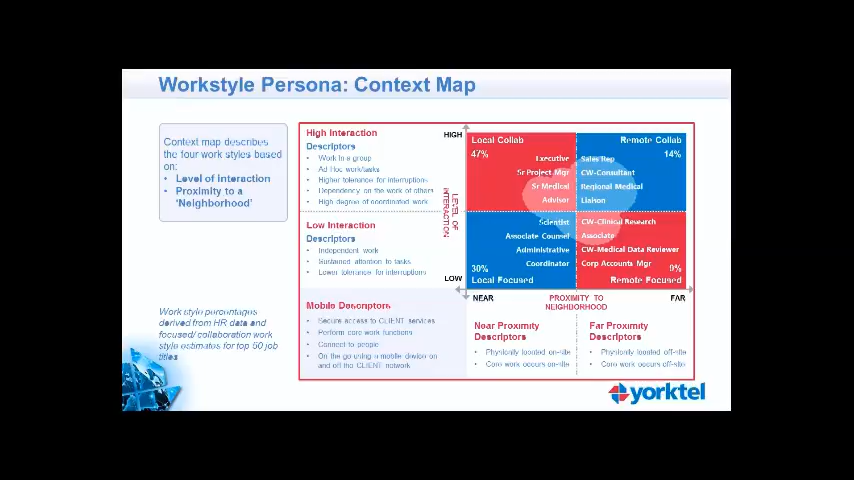 Workstyle Persona: Context Map
Context map describes
the four work styles based
on:
• Level of Interaction
• Proximity to a
'Neighborhood'
Work style percentages
derived from HR data and
focused/collaboration work
style estimates for top 50 job
titles
High Interaction
Descriptors
• Work in a group
• Ad Hoc work/tasks
• Higher tolerance for interruptions
• Dependency on the work of others
• High degree of coordinated work
Low Interaction
Descriptors
• Independent work
• Sustained attention to tasks
• Lower tolerance for interruptions
Mobile Descriptors
• Secure access to CLIENT services
• Perform core work functions
• Connect to people
• On the go using a mobile device on
and off the CLIENT network
HIGH
LEVEL OF
INTERACTION
LOW
Local Collab
47%
Executive
Sr Project Mgr
Sr Medical
Advisor
Remote Collab
14%
Sales Rep
CW-Consultant
Regional Medical
Liaison
Scientist
Associate Counsel
Administrative
Coordinator
30%
Local Focused
CW-Clinical Research
Associate
CW-Medical Data Reviewer
Corp Accounts Mgr
9%
Remote Focused
NEAR
PROXIMITY TO
NEIGHBORHOOD
FAR
Near Proximity
Descriptors
• Physically located on-site
• Core work occurs on-site
Far Proximity
Descriptors
• Physically located off-site
• Core work occurs off-site
yorktel